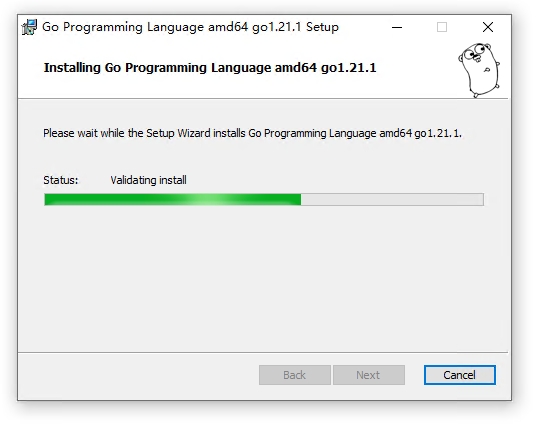 Go Programming Language amd64 go1.21.1 Setup
Installing Go Programming Language amd64 go1.21.1
Please wait while the Setup Wizard installs Go Programming Language amd64 go1.21.1.
Status: Validating install
Back Next Cancel